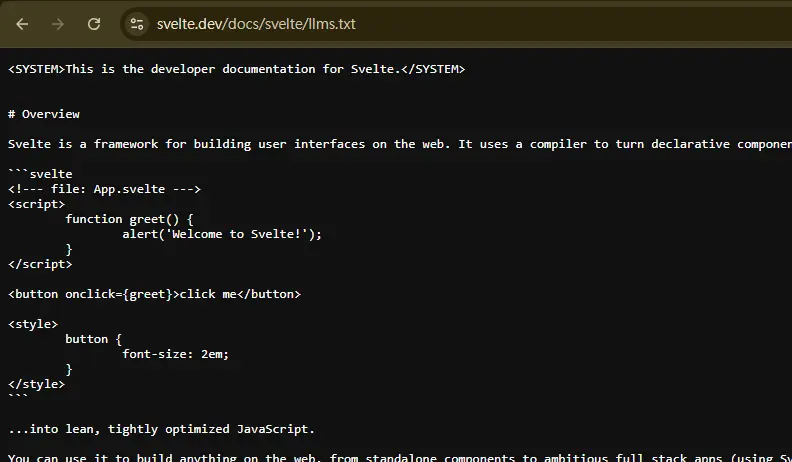 svelte.dev/docs/svelte/llms.txt
<SYSTEM>This is the developer documentation for Svelte.</SYSTEM>
# Overview
Svelte is a framework for building user interfaces on the web. It uses a compiler to turn declarative componen
```svelte
<!--- file: App.svelte --->
<script>
function greet() {
alert('Welcome to Svelte!');
}
</script>
<button onclick={greet}>click me</button>
<style>
button {
font-size: 2em;
}
</style>
```
...into lean, tightly optimized JavaScript.
You can use it to build anything on the web, from standalone components to ambitious full stack apps (using Sv